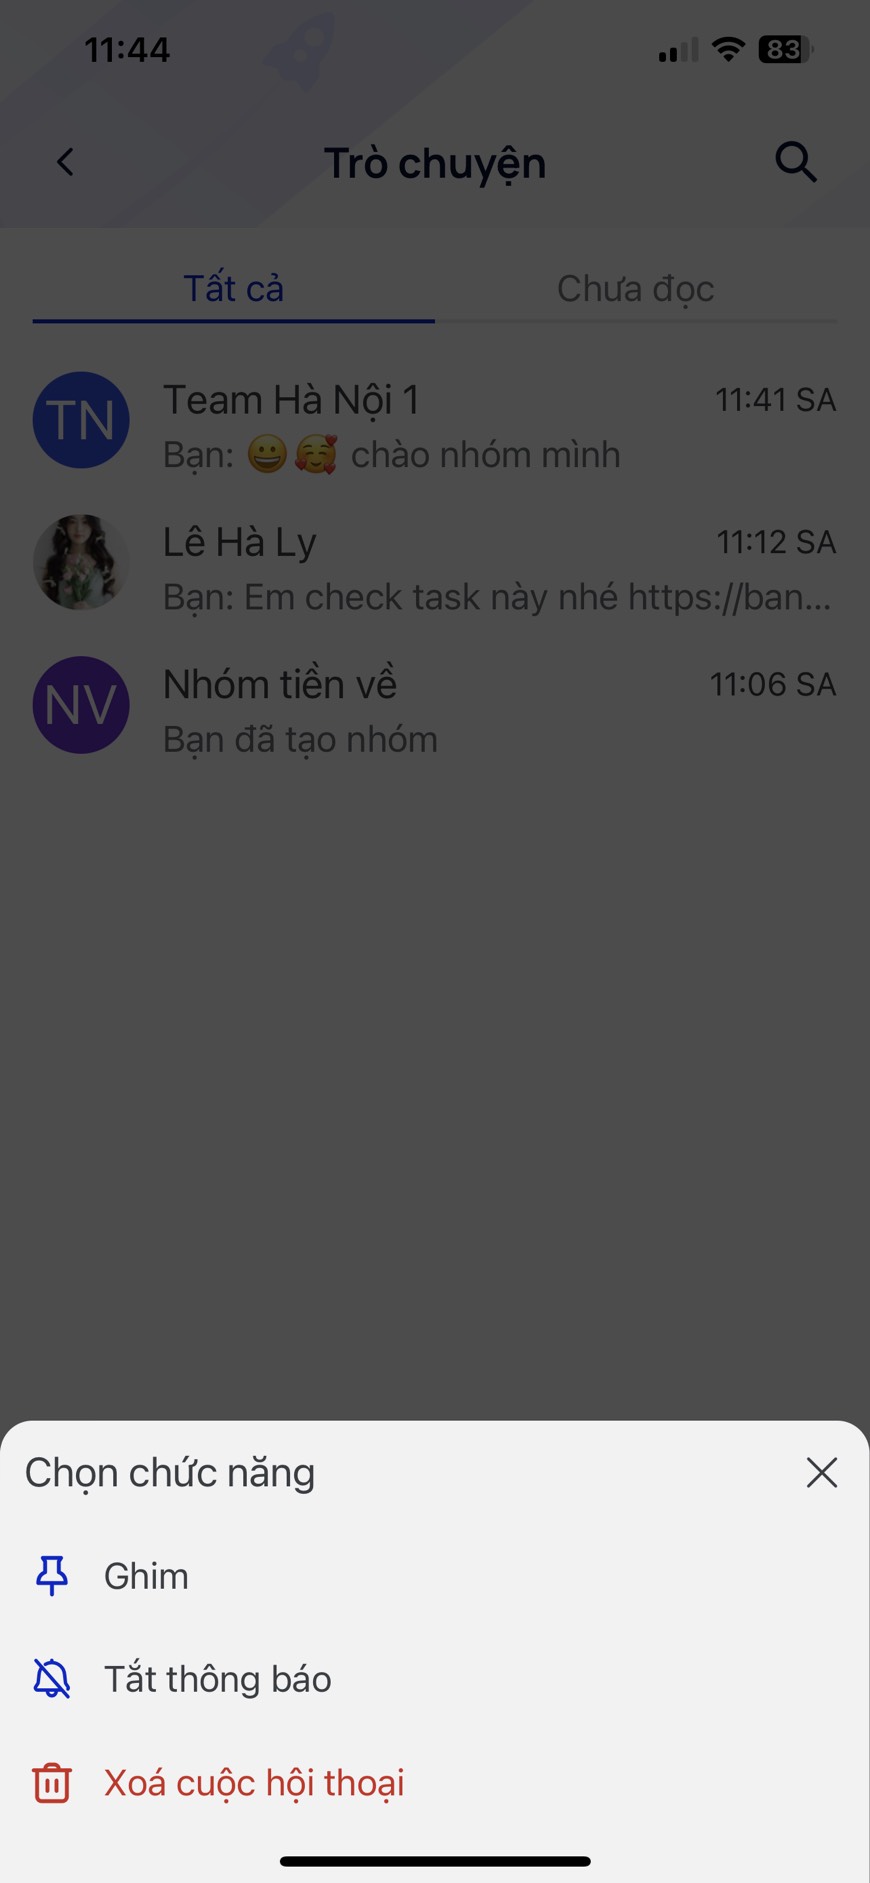 11:44
83
Trò chuyện
Tất cả
Chưa đọc
TN
Team Hà Nội 1
11:41 SA
Bạn: 😀🥰 chào nhóm mình
Lê Hà Ly
11:12 SA
Bạn: Em check task này nhé https://ban...
NV
Nhóm tiền về
11:06 SA
Bạn đã tạo nhóm
Chọn chức năng
Ghim
Tắt thông báo
Xoá cuộc hội thoại